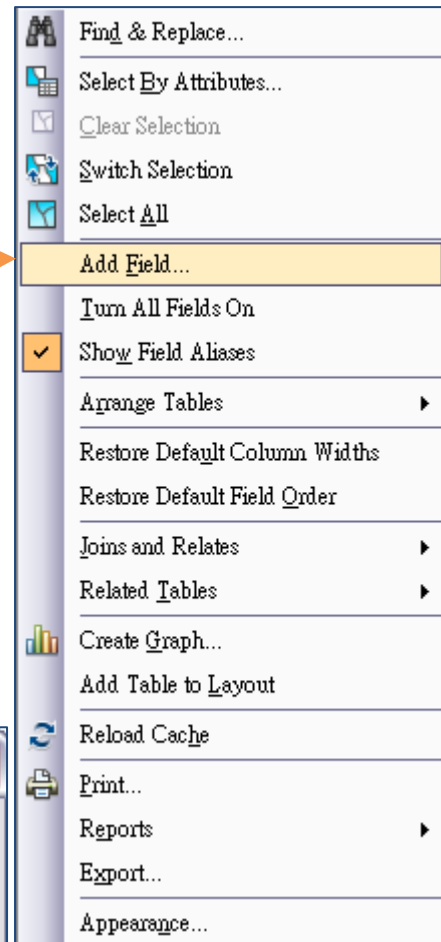 Find & Replace...
Select By Attributes...
Clear Selection
Switch Selection
Select All
Add Field...
Turn All Fields On
Show Field Aliases
Arrange Tables
Restore Default Column Widths
Restore Default Field Order
Joins and Relates
Related Tables
Create Graph...
Add Table to Layout
Reload Cache
Print...
Reports
Export...
Appearance...